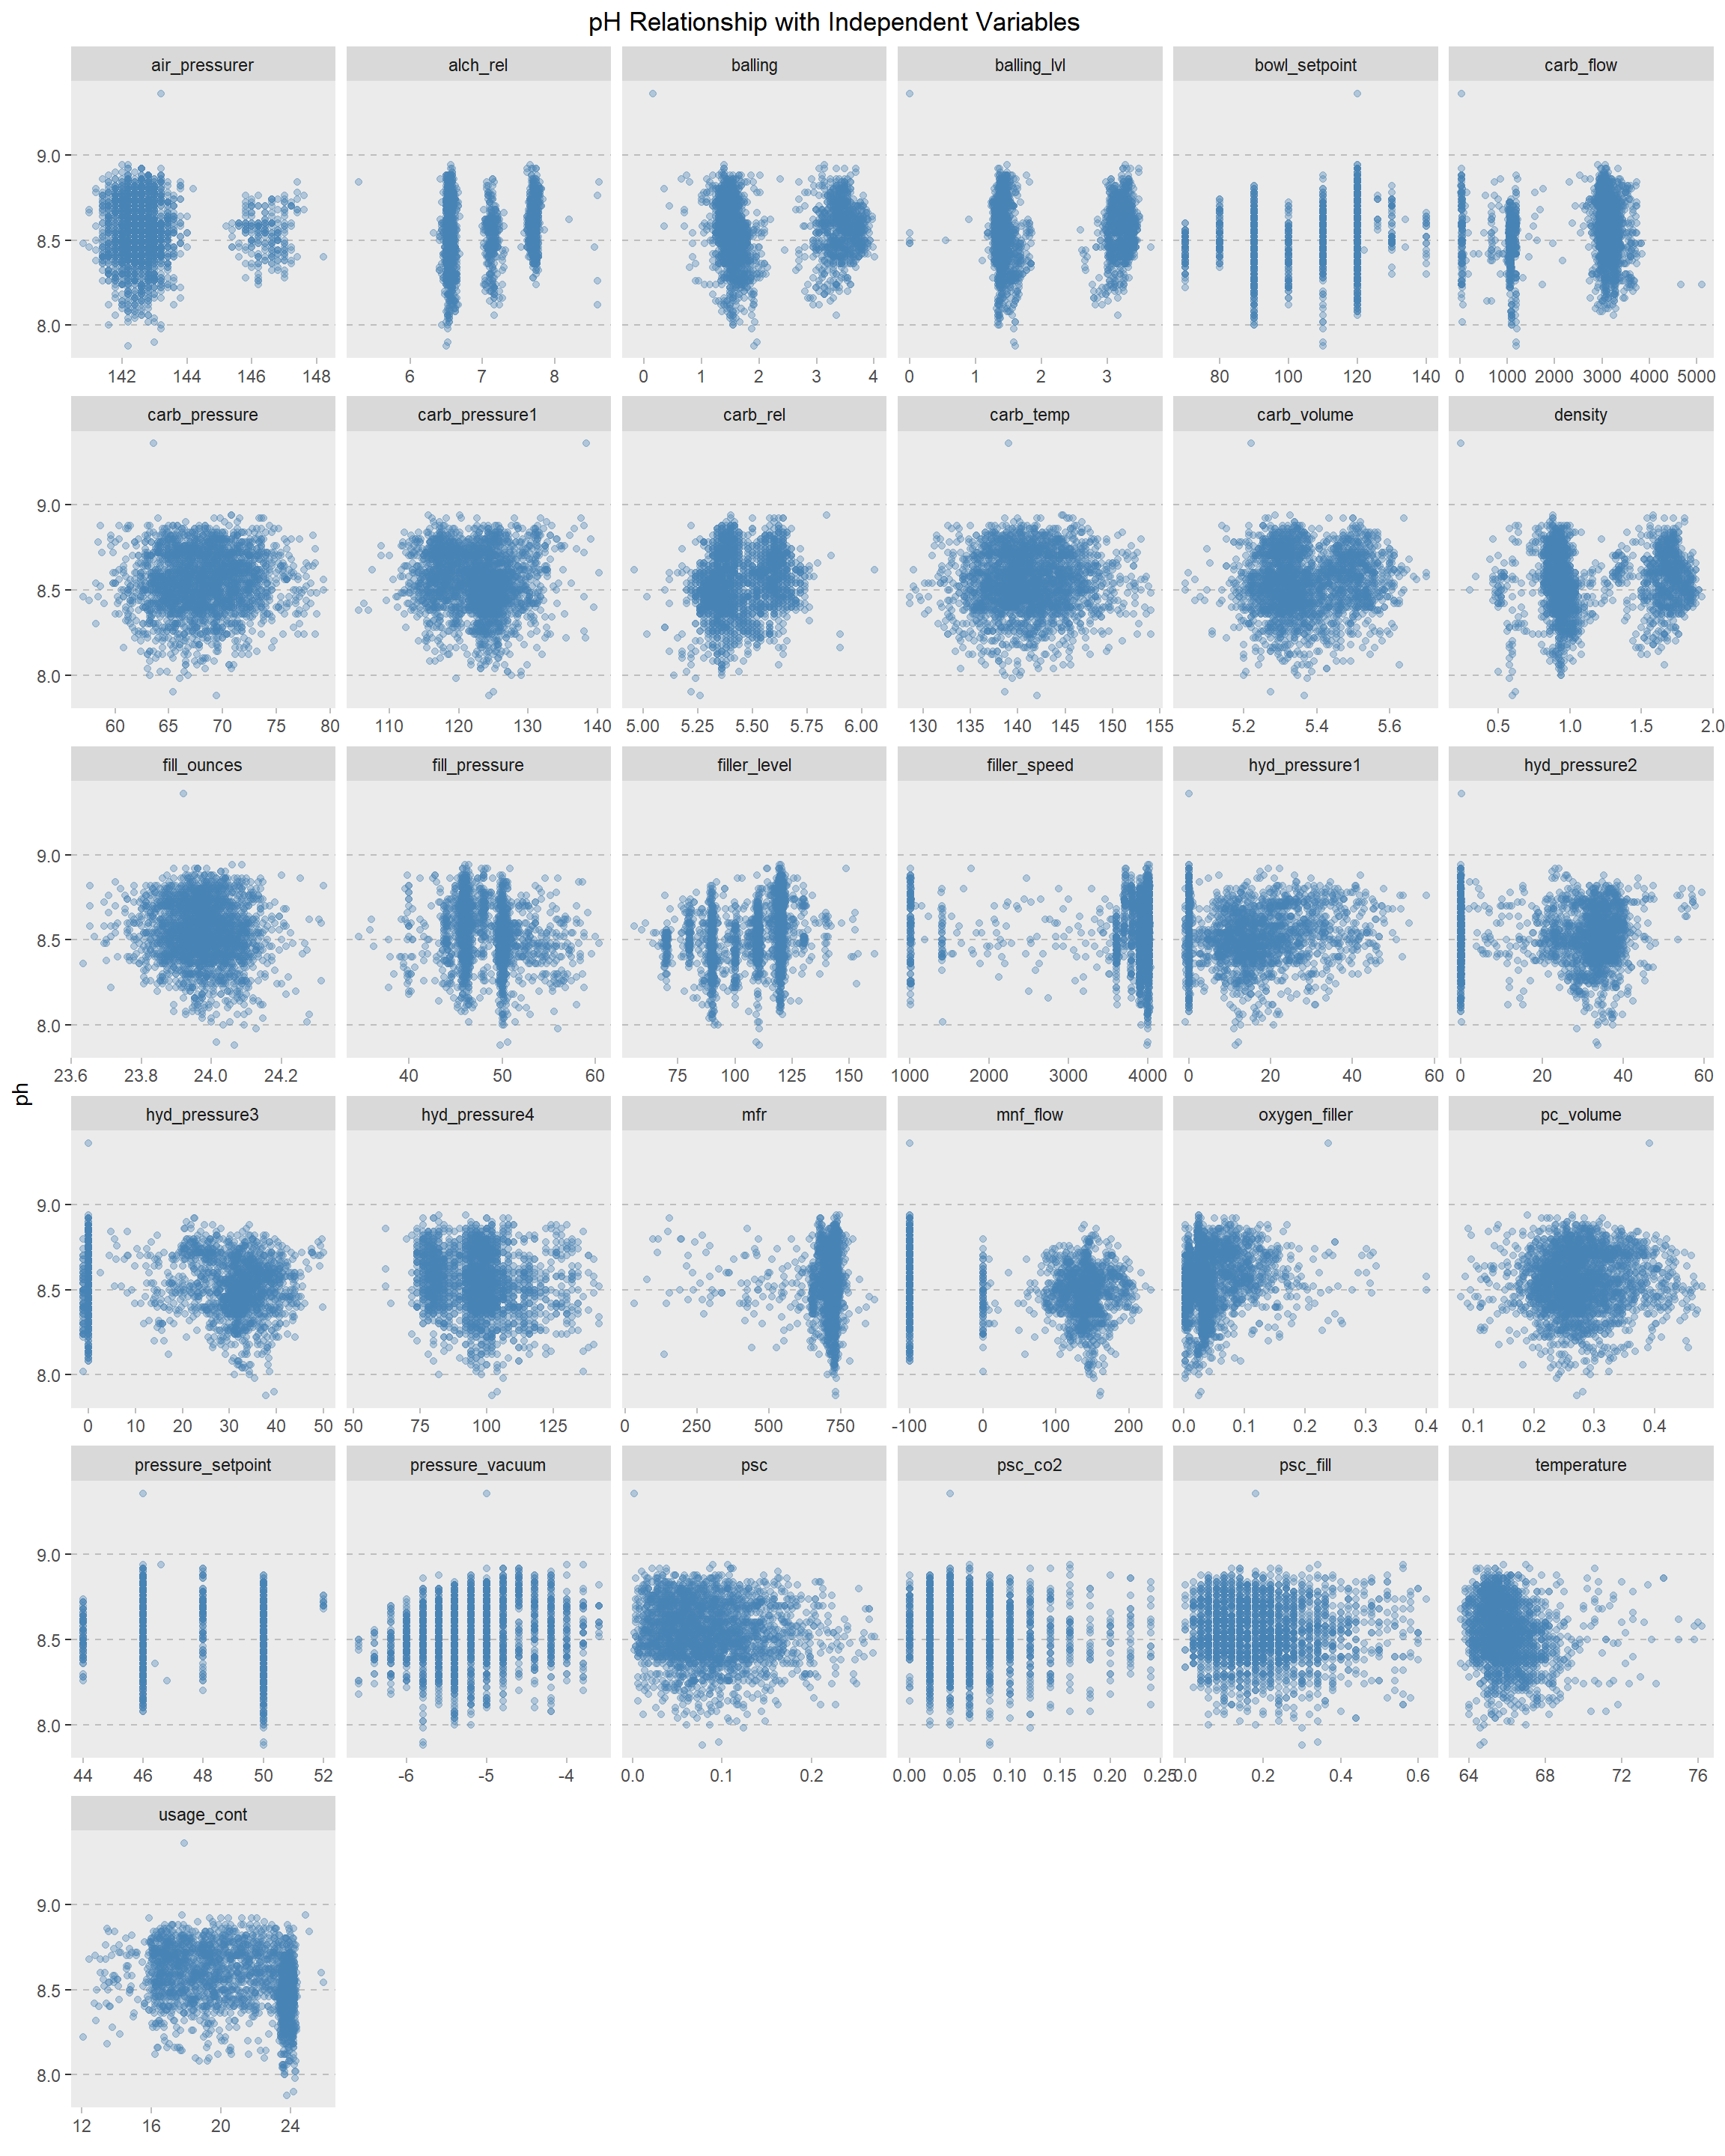 pH Relationship with Independent Variables
air_pressurer alch_rel balling balling_lvl bowl_setpoint carb_flow
9.0
8.5
8.0
142 144 146 148 6 7 8 0 1 2 3 4 0 1 2 3 80 100 120 140 0 1000 2000 3000 4000 5000
carb_pressure carb_pressure1 carb_rel carb_temp carb_volume density
9.0
8.5
8.0
60 65 70 75 80 110 120 130 140 5.00 5.25 5.50 5.75 6.00 130 135 140 145 150 155 5.2 5.4 5.6 0.5 1.0 1.5 2.0
fill_ounces fill_pressure filler_level filler_speed hyd_pressure1 hyd_pressure2
9.0
8.5
8.0
23.6 23.8 24.0 24.2 40 50 60 75 100 125 150 1000 2000 3000 4000 0 20 40 60 0 20 40 60
ph
hyd_pressure3 hyd_pressure4 mfr mnf_flow oxygen_filler pc_volume
9.0
8.5
8.0
0 10 20 30 40 50 50 75 100 125 0 250 500 750 -100 0 100 200 0.0 0.1 0.2 0.3 0.4 0.1 0.2 0.3 0.4
pressure_setpoint pressure_vacuum psc psc_co2 psc_fill temperature
9.0
8.5
8.0
44 46 48 50 52 -6 -5 -4 0.0 0.1 0.2 0.00 0.05 0.10 0.15 0.20 0.25 0.0 0.2 0.4 0.6 64 68 72 76
usage_cont
9.0
8.5
8.0
12 16 20 24